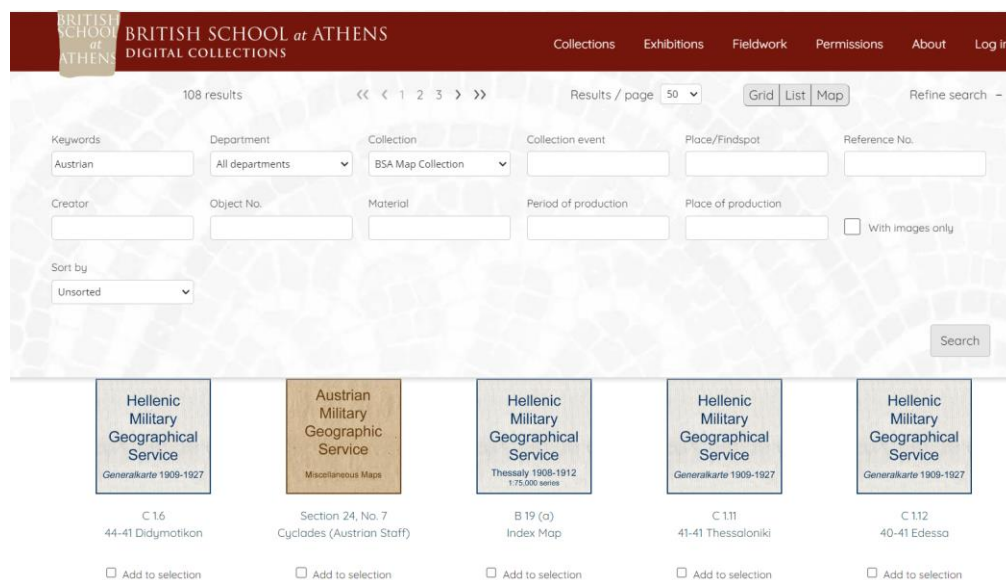 BRITISH
SCHOOL
at
ATHENS
BRITISH SCHOOL at ATHENS
DIGITAL COLLECTIONS
Collections Exhibitions Fieldwork Permissions About Log in
108 results << < 1 2 3 > >> Results / page 50 Grid List Map Refine search −
Keywords Department Collection Collection event Place/Findspot Reference No.
Austrian All departments BSA Map Collection
Creator Object No. Material Period of production Place of production
With images only
Sort by
Unsorted
Search
Hellenic
Military
Geographical
Service
Generalkarte 1909-1927
C 1.6
44-41 Didymotikon
Add to selection
Austrian
Military
Geographic
Service
Miscellaneous Maps
Section 24, No. 7
Cyclades (Austrian Staff)
Add to selection
Hellenic
Military
Geographical
Service
Thessaly 1908-1912
1:75,000 series
B 19 (a)
Index Map
Add to selection
Hellenic
Military
Geographical
Service
Generalkarte 1909-1927
C 1.11
41-41 Thessaloniki
Add to selection
Hellenic
Military
Geographical
Service
Generalkarte 1909-1927
C 1.12
40-41 Edessa
Add to selection